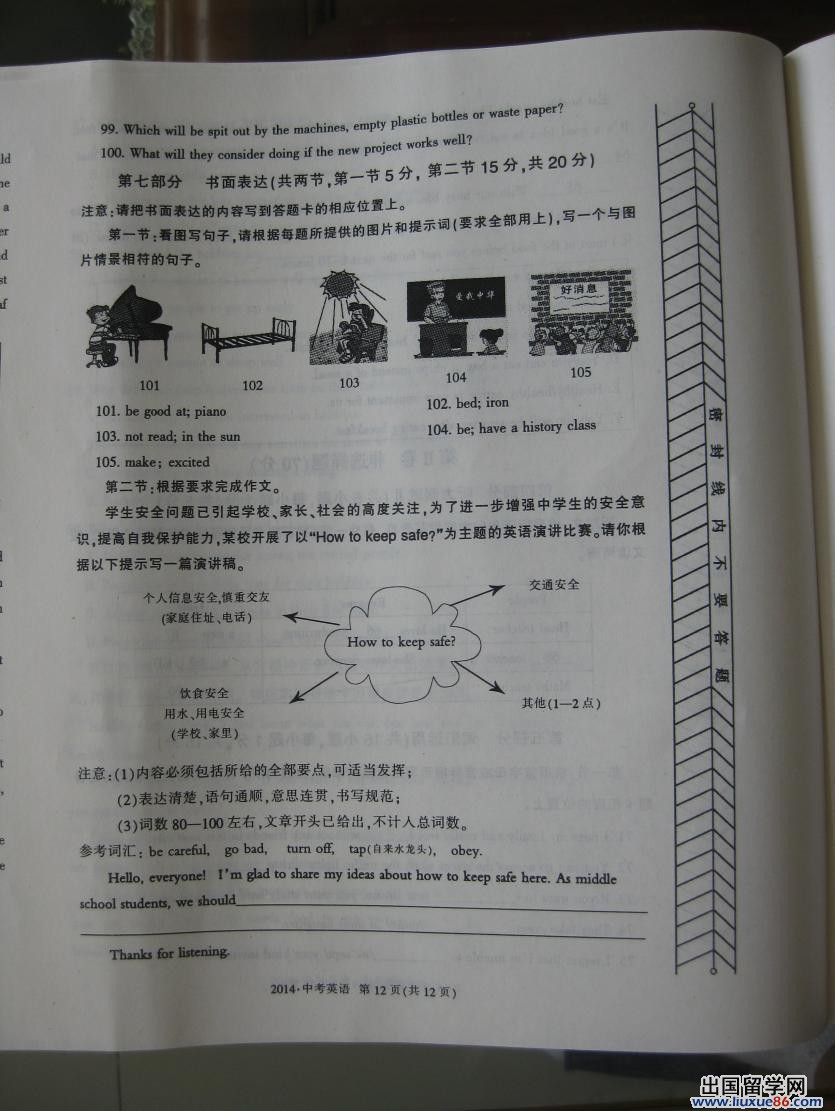 99. Which will be spit out by the machines, empty plastic bottles or waste paper?
100. What will they consider doing if the new project works well?
第七部分 书面表达(共两节,第一节5分,第二节15分,共20分)
注意:请把书面表达的内容写到答题卡的相应位置上。
第一节:看图写句子,请根据每题所提供的图片和提示词(要求全部用上),写一个与图
片情景相符的句子。
爱我中华
好消息
101 102 103 104 105
101. be good at; piano 102. bed; iron
103. not read; in the sun 104. be; have a history class
105. make; excited
第二节:根据要求完成作文。
学生安全问题已引起学校、家长、社会的高度关注,为了进一步增强中学生的安全意
识,提高自我保护能力,某校开展了以“How to keep safe?”为主题的英语演讲比赛。请你根
据以下提示写一篇演讲稿。
个人信息安全,慎重交友
(家庭住址、电话)
交通安全
How to keep safe?
饮食安全
用水、用电安全
(学校、家里)
其他(1—2点)
注意:(1)内容必须包括所给的全部要点,可适当发挥;
(2)表达清楚,语句通顺,意思连贯,书写规范;
(3)词数80—100左右,文章开头已给出,不计入总词数。
参考词汇: be careful, go bad, turn off, tap(自来水龙头), obey.
Hello, everyone! I'm glad to share my ideas about how to keep safe here. As middle
school students, we should
Thanks for listening.
2014·中考英语 第12页(共12页)
密封线内不要答题
出国留学网
www.liuxue86.com